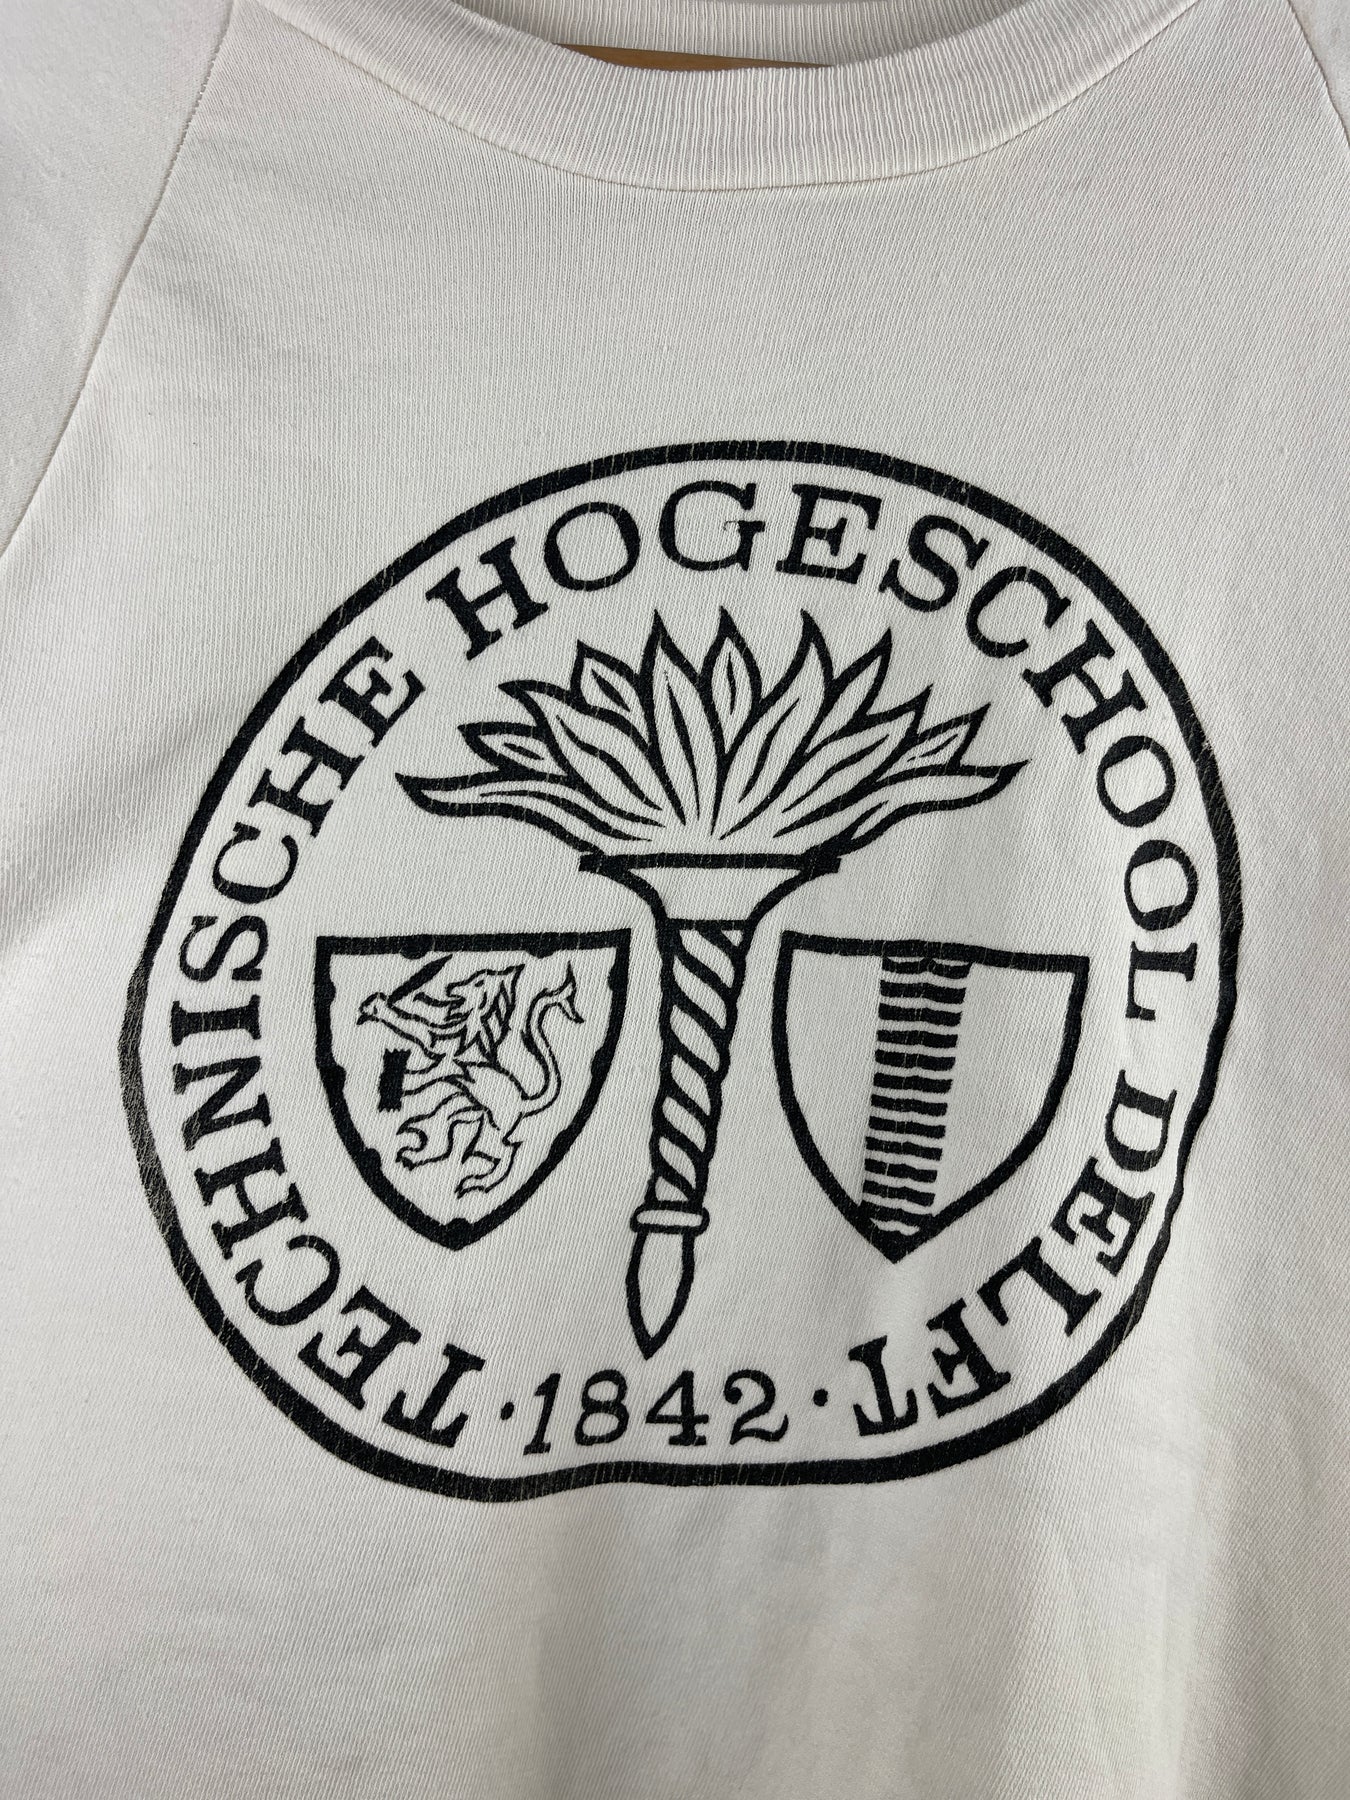 TECHNISCHE HOGESCHOOL DELFT
· 1842 ·